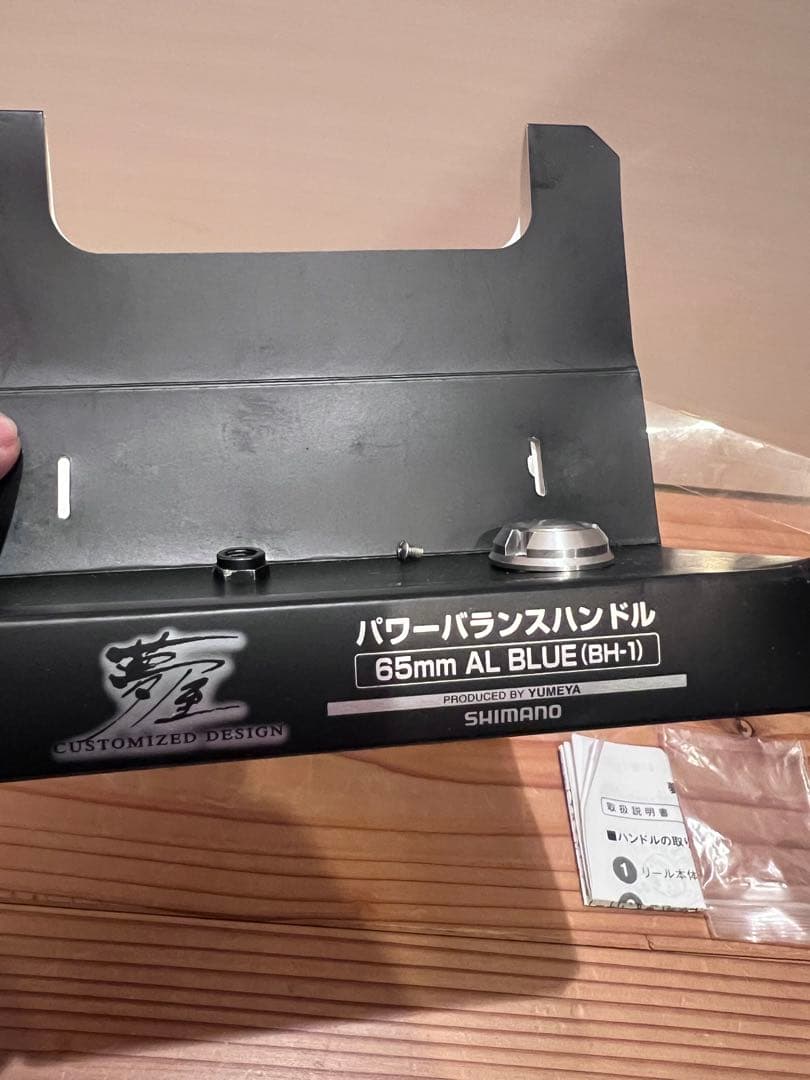 夢屋
CUSTOMIZED DESIGN
パワーバランスハンドル
65mm AL BLUE (BH-1)
PRODUCED BY YUMEYA
SHIMANO
取扱説明書
■ハンドルの取り
1 リール本体